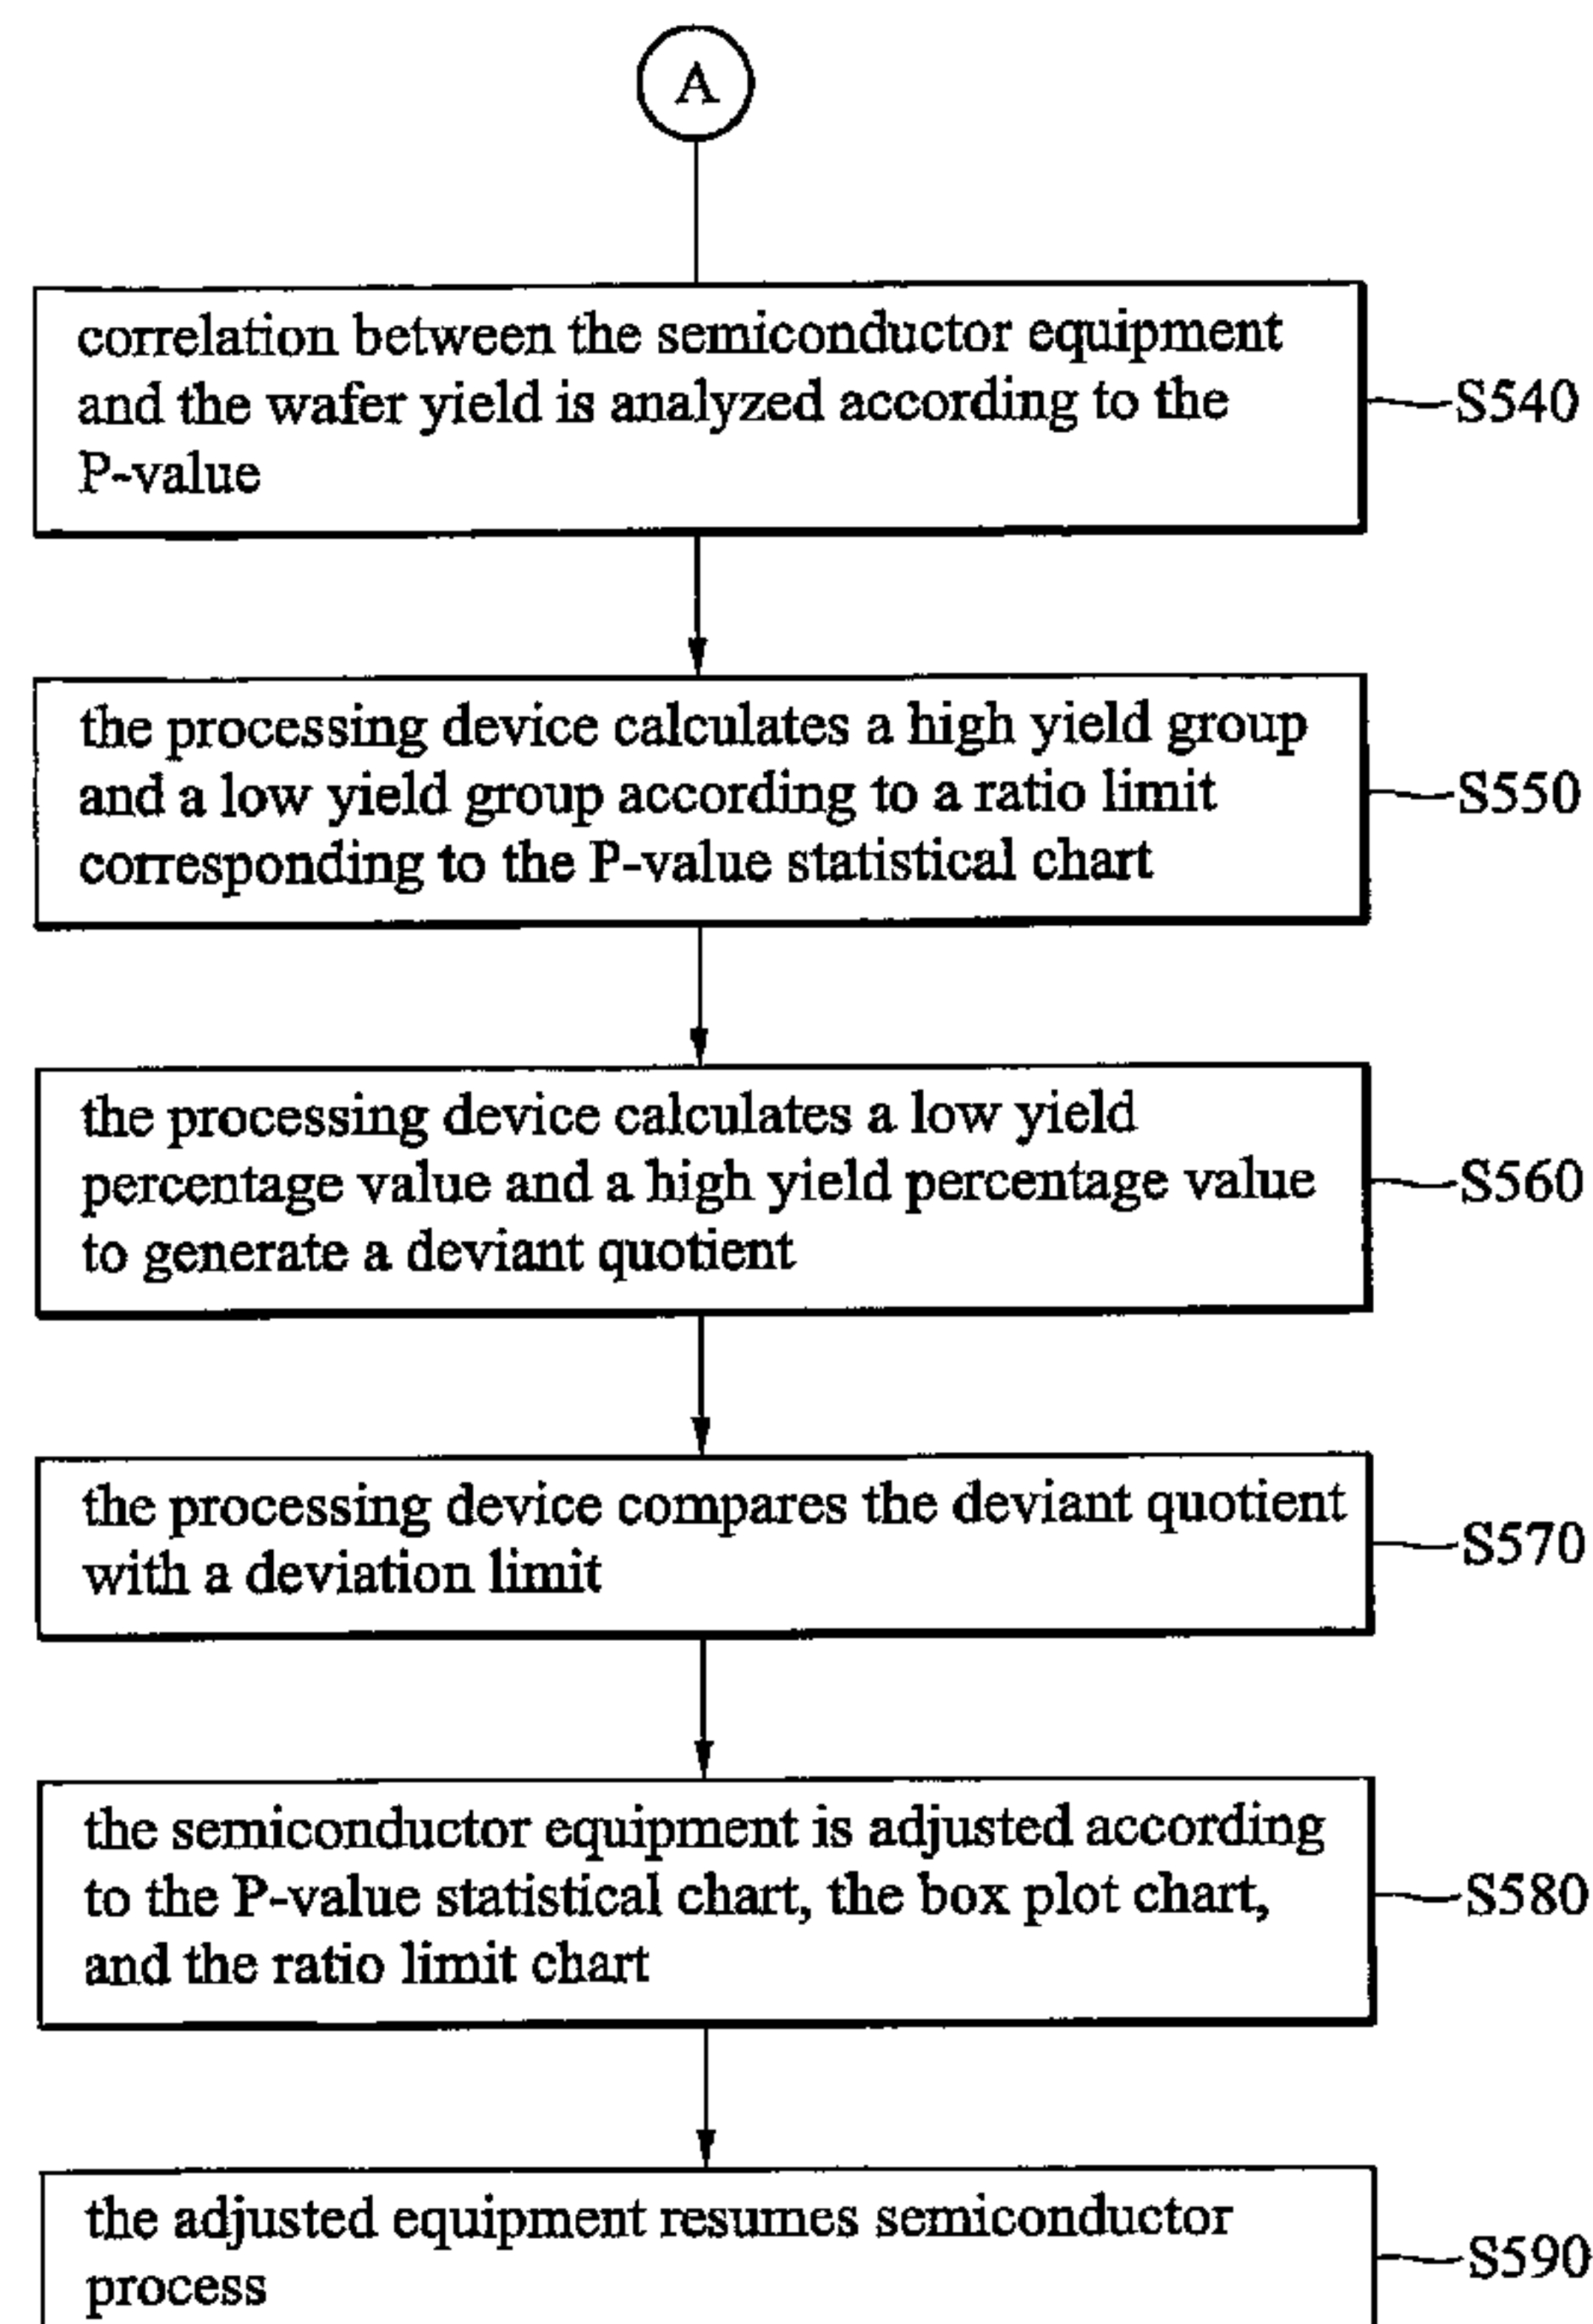 A
correlation between the semiconductor equipment
and the wafer yield is analyzed according to the
P-value
S540
the processing device calculates a high yield group
and a low yield group according to a ratio limit
corresponding to the P-value statistical chart
S550
the processing device calculates a low yield
percentage value and a high yield percentage value
to generate a deviant quotient
S560
the processing device compares the deviant quotient
with a deviation limit
S570
the semiconductor equipment is adjusted according
to the P-value statistical chart, the box plot chart,
and the ratio limit chart
S580
the adjusted equipment resumes semiconductor
process
S590